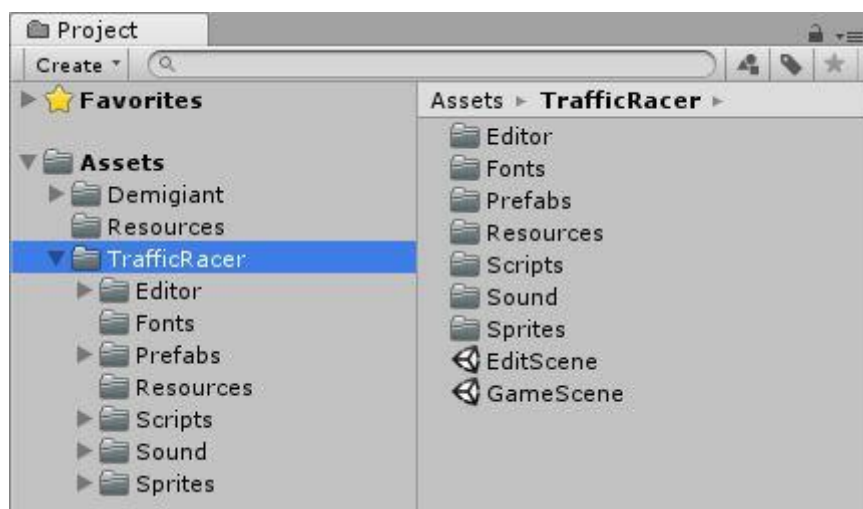 Project
Create
Favorites
Assets
Demigiant
Resources
TrafficRacer
Editor
Fonts
Prefabs
Resources
Scripts
Sound
Sprites
Assets ▸ TrafficRacer ▸
Editor
Fonts
Prefabs
Resources
Scripts
Sound
Sprites
EditScene
GameScene